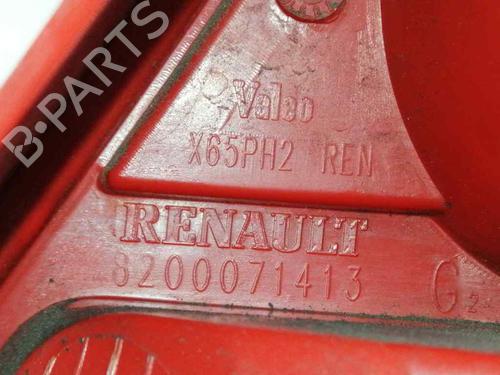 B-PARTS
Valeo
X65PH2 REN
RENAULT
8200071413 G2